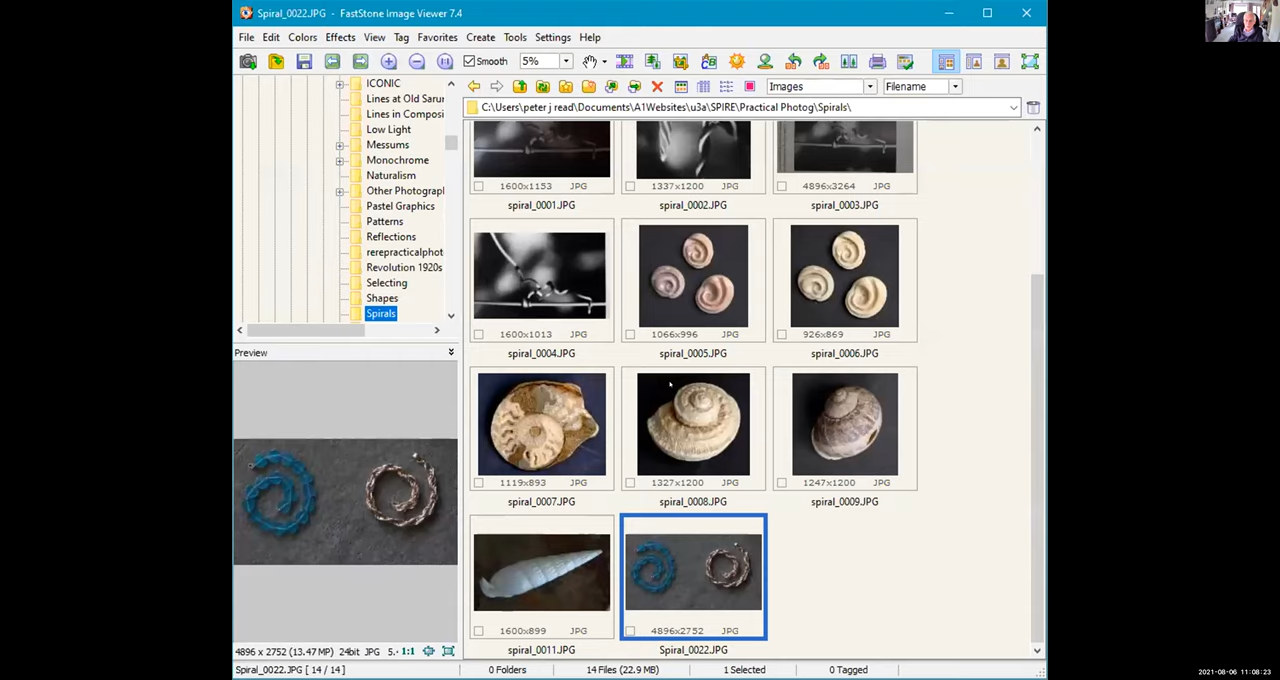 Spiral_0022.JPG - FastStone Image Viewer 7.4
File Edit Colors Effects View Tag Favorites Create Tools Settings Help
Smooth 5%
Images Filename
C:\Users\peter j read\Documents\A1Websites\u3a\SPIRE\Practical Photog\Spirals\
ICONIC
Lines at Old Sarur
Lines in Composi
Low Light
Messums
Monochrome
Naturalism
Other Photograph
Pastel Graphics
Patterns
Reflections
rerepracticalphot
Revolution 1920s
Selecting
Shapes
Spirals
Preview
4896 x 2752 (13.47 MP) 24bit JPG 5. 1:1
Spiral_0022.JPG [ 14 / 14 ]
1600x1153 JPG
spiral_0001.JPG
1337x1200 JPG
spiral_0002.JPG
4896x3264 JPG
spiral_0003.JPG
1600x1013 JPG
spiral_0004.JPG
1066x996 JPG
spiral_0005.JPG
926x869 JPG
spiral_0006.JPG
1119x893 JPG
spiral_0007.JPG
1327x1200 JPG
spiral_0008.JPG
1247x1200 JPG
spiral_0009.JPG
1600x899 JPG
spiral_0011.JPG
4896x2752 JPG
Spiral_0022.JPG
0 Folders 14 Files (22.9 MB) 1 Selected 0 Tagged
2021-08-06 11:08:23